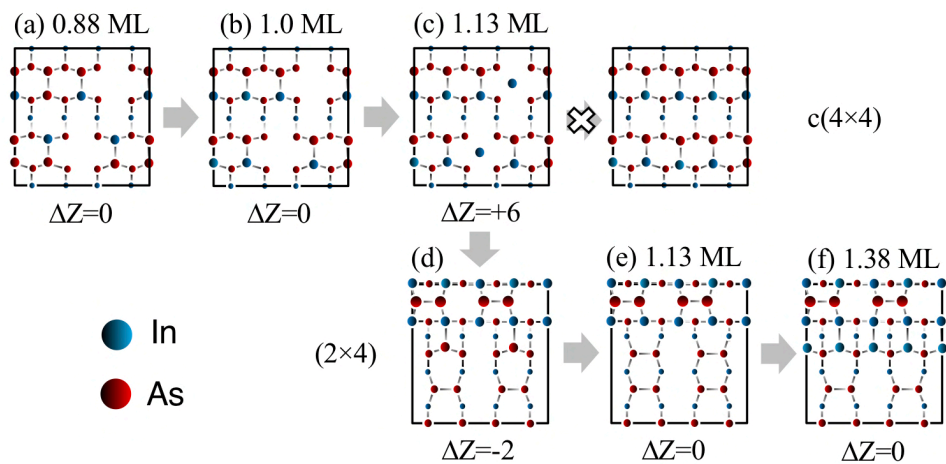 (a) 0.88 ML
(b) 1.0 ML
(c) 1.13 ML
c(4×4)
ΔZ=0
ΔZ=0
ΔZ=+6
(d)
(e) 1.13 ML
(f) 1.38 ML
In
As
(2×4)
ΔZ=-2
ΔZ=0
ΔZ=0